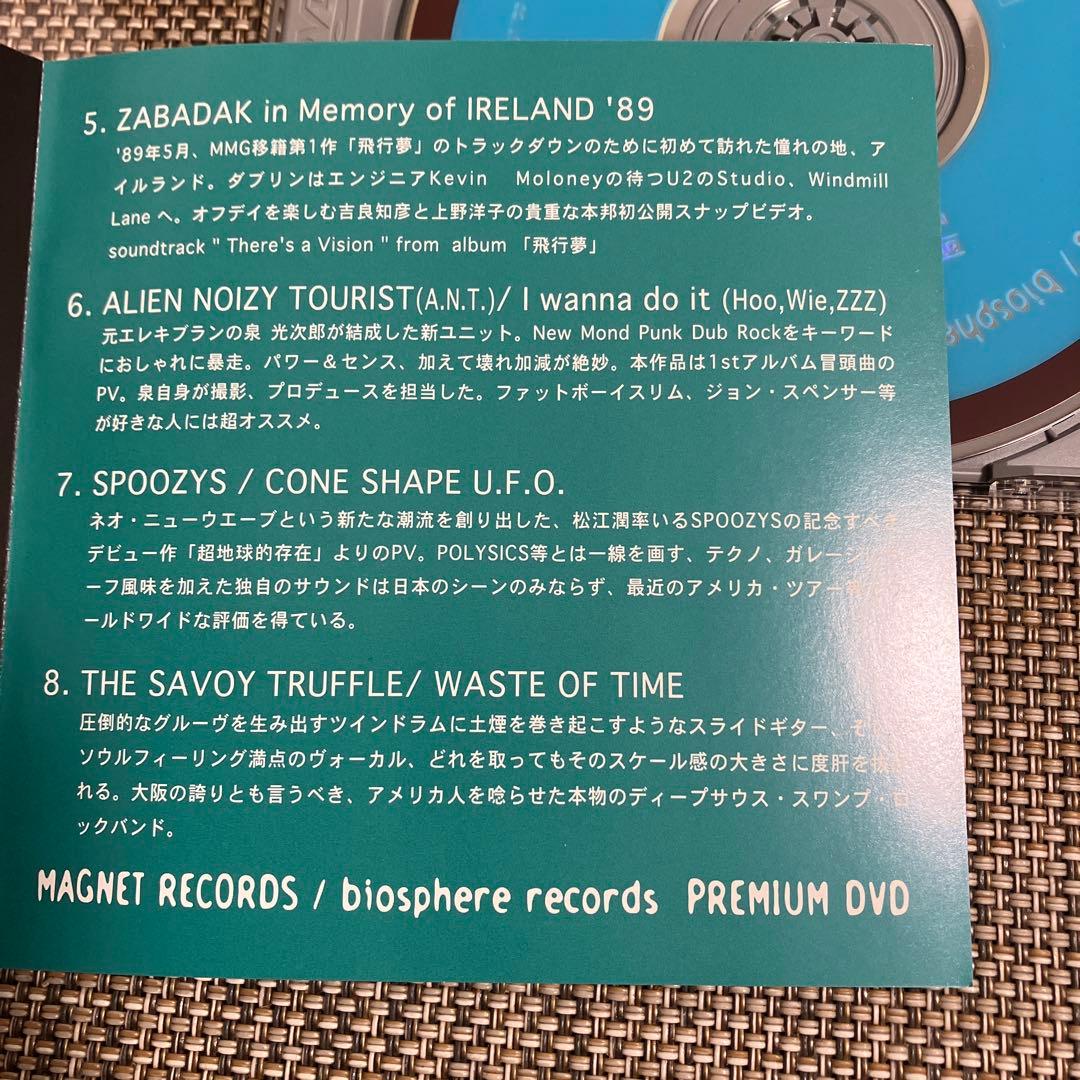 5. ZABADAK in Memory of IRELAND '89
'89年5月、MMG移籍第1作「飛行夢」のトラックダウンのために初めて訪れた憧れの地、ア
イルランド。ダブリンはエンジニアKevin Moloneyの待つU2のStudio、Windmill
Lane へ。オフデイを楽しむ吉良知彦と上野洋子の貴重な本邦初公開スナップビデオ。
soundtrack " There's a Vision " from album 「飛行夢」
6. ALIEN NOIZY TOURIST(A.N.T.)/ I wanna do it (Hoo,Wie,ZZZ)
元エレキブランの泉 光次郎が結成した新ユニット。New Mond Punk Dub Rockをキーワード
におしゃれに暴走。パワー＆センス、加えて壊れ加減が絶妙。本作品は1stアルバム冒頭曲の
PV。泉自身が撮影、プロデュースを担当した。ファットボーイスリム、ジョン・スペンサー等
が好きな人には超オススメ。
7. SPOOZYS / CONE SHAPE U.F.O.
ネオ・ニューウエーブという新たな潮流を創り出した、松江潤率いるSPOOZYSの記念すべき
デビュー作「超地球的存在」よりのPV。POLYSICS等とは一線を画す、テクノ、ガレージ
ーフ風味を加えた独自のサウンドは日本のシーンのみならず、最近のアメリカ・ツアー
ールドワイドな評価を得ている。
8. THE SAVOY TRUFFLE/ WASTE OF TIME
圧倒的なグルーヴを生み出すツインドラムに土煙を巻き起こすようなスライドギター、そ
ソウルフィーリング満点のヴォーカル、どれを取ってもそのスケール感の大きさに度肝を抜
れる。大阪の誇りとも言うべき、アメリカ人を唸らせた本物のディープサウス・スワンプ・ロ
ックバンド。
MAGNET RECORDS / biosphere records PREMIUM DVD